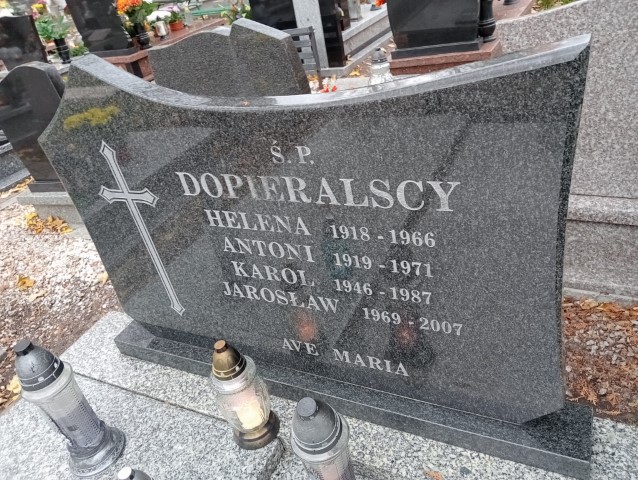 Ś.P.
DOPIERALSCY
HELENA 1918 - 1966
ANTONI 1919 - 1971
KAROL 1946 - 1987
JAROSŁAW 1969 - 2007
AVE MARIA